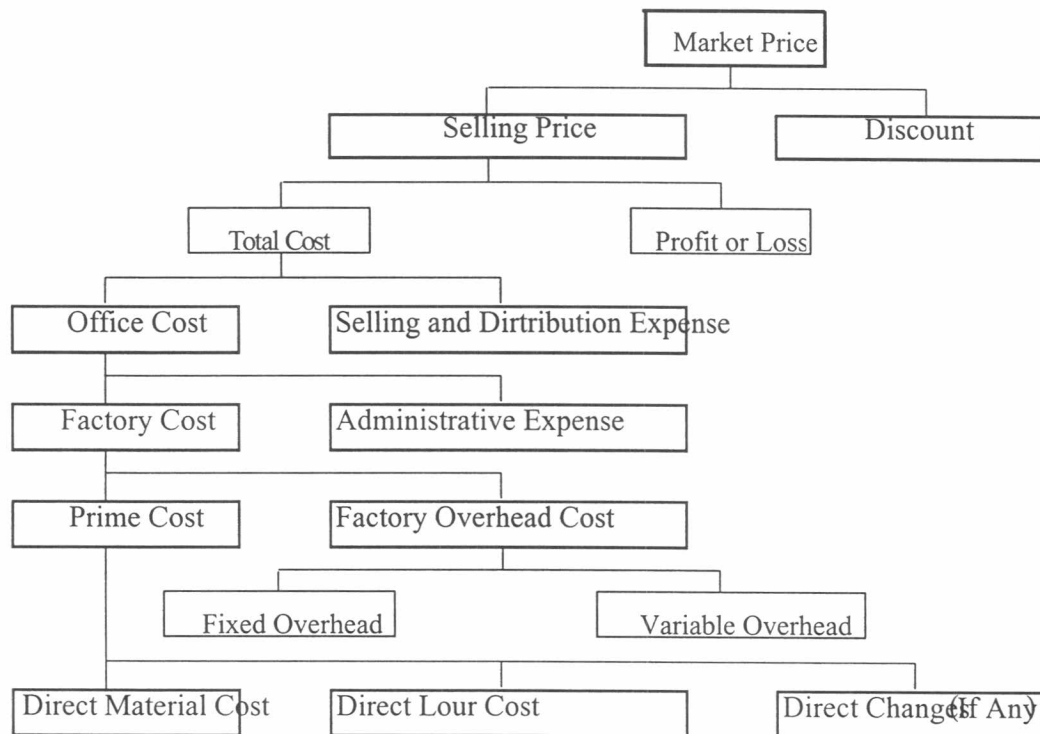 Market Price
Selling Price
Discount
Total Cost
Profit or Loss
Office Cost
Selling and Dirtribution Expense
Factory Cost
Administrative Expense
Prime Cost
Factory Overhead Cost
Fixed Overhead
Variable Overhead
Direct Material Cost
Direct Lour Cost
Direct Changes (If Any)